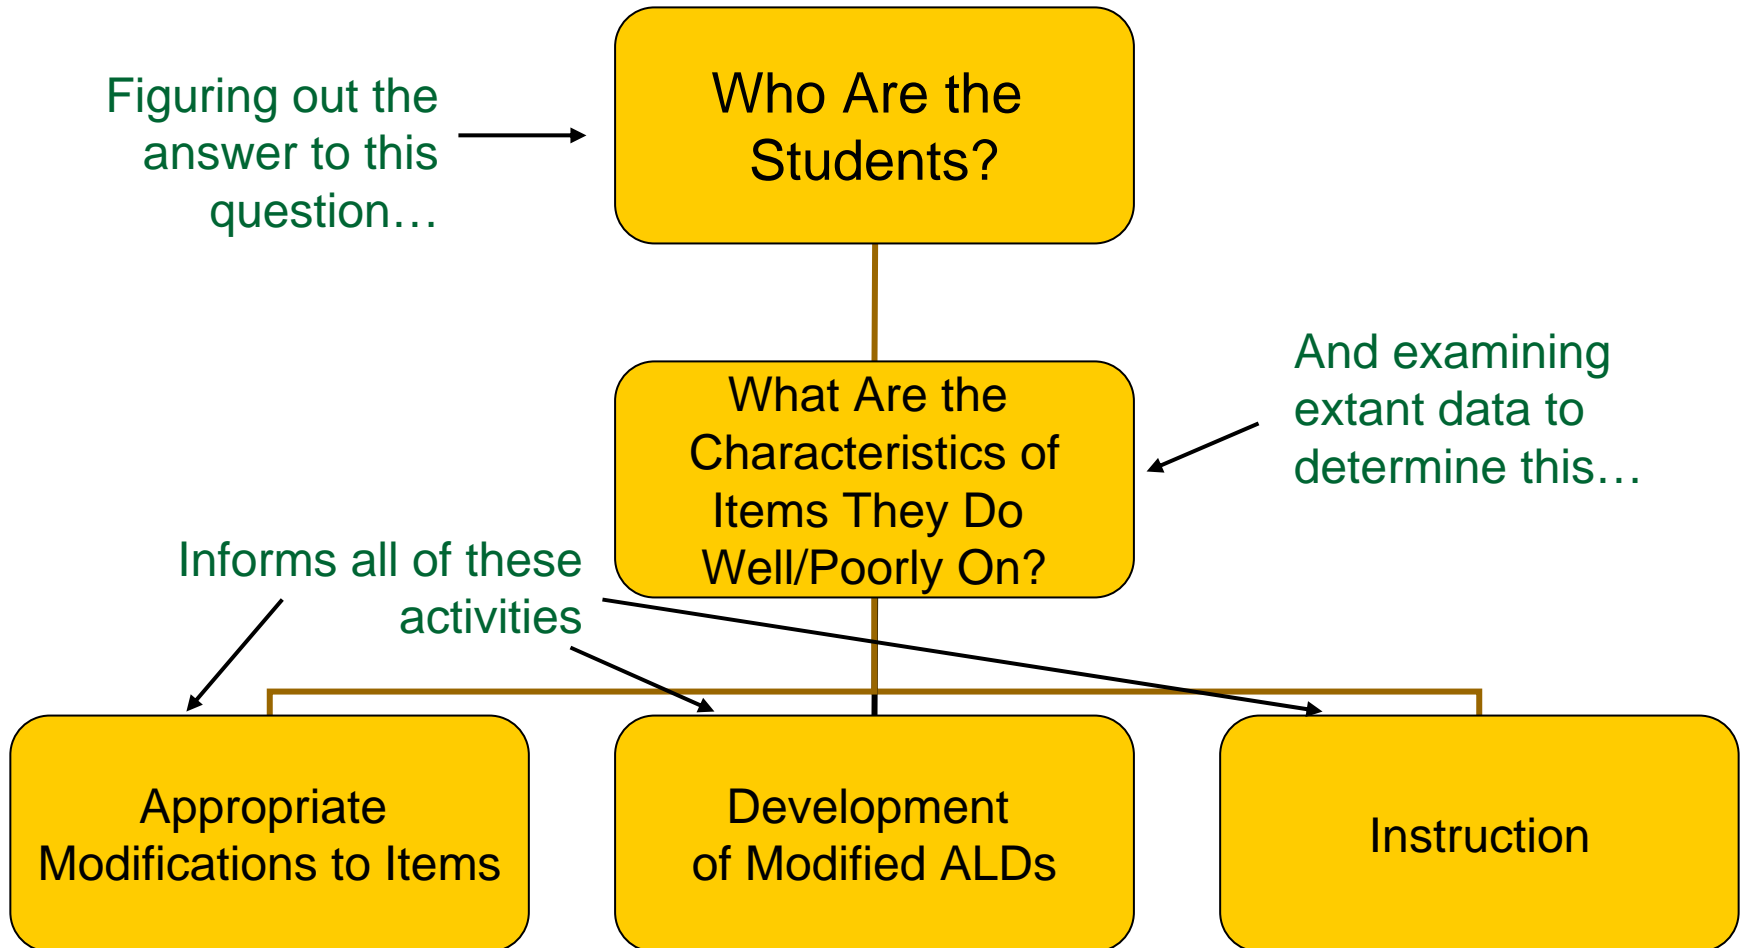 Figuring out the
answer to this
question…
Who Are the
Students?
And examining
extant data to
determine this…
What Are the
Characteristics of
Items They Do
Well/Poorly On?
Informs all of these
activities
Appropriate
Modifications to Items
Development
of Modified ALDs
Instruction